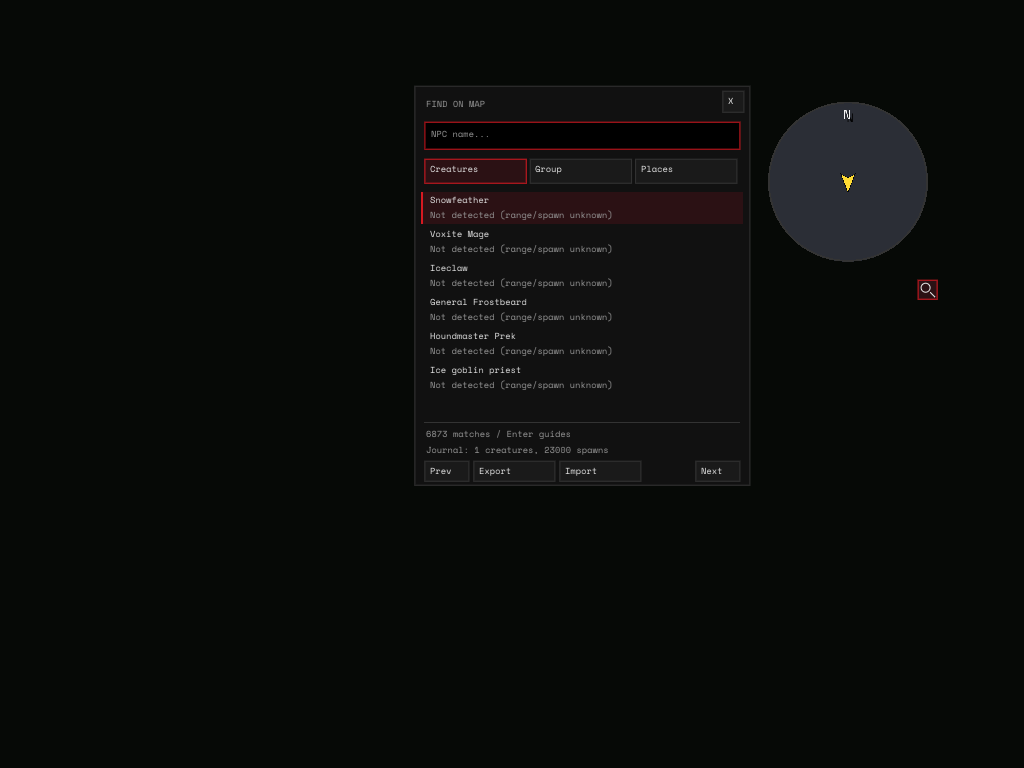 FIND ON MAP
X
N
NPC name...
Creatures
Group
Places
Snowfeather
Not detected (range/spawn unknown)
Voxite Mage
Not detected (range/spawn unknown)
Iceclaw
Not detected (range/spawn unknown)
General Frostbeard
Not detected (range/spawn unknown)
Houndmaster Prek
Not detected (range/spawn unknown)
Ice goblin priest
Not detected (range/spawn unknown)
6873 matches / Enter guides
Journal: 1 creatures, 23000 spawns
Prev
Export
Import
Next